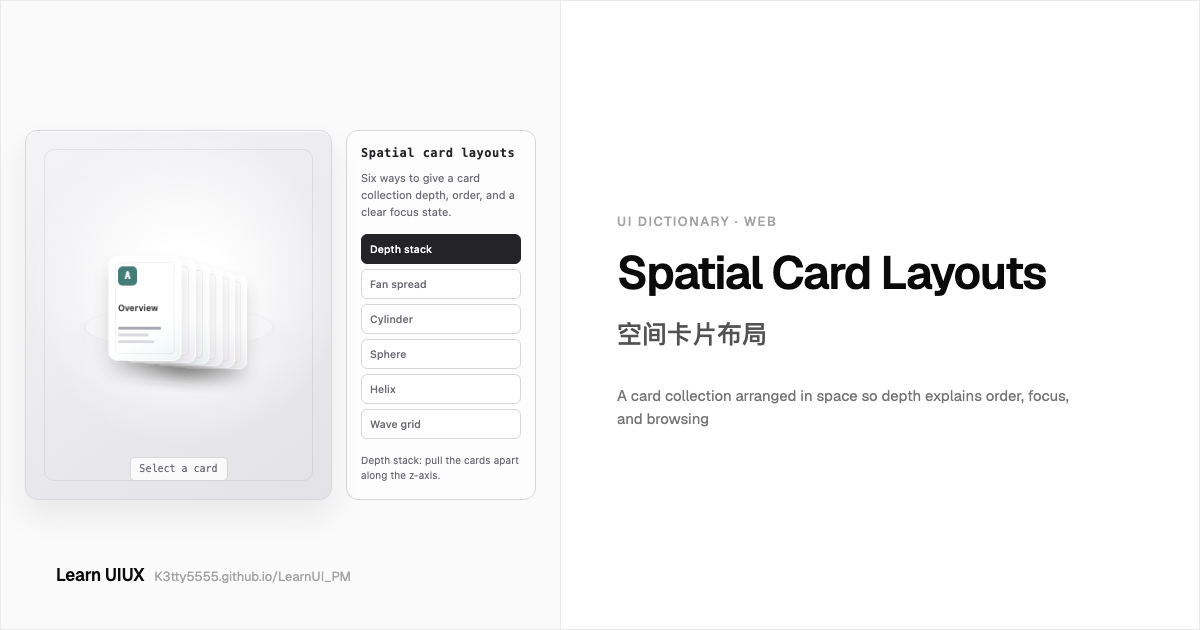 A
Overview
Select a card
Spatial card layouts
Six ways to give a card
collection depth, order, and a
clear focus state.
Depth stack
Fan spread
Cylinder
Sphere
Helix
Wave grid
Depth stack: pull the cards apart
along the z-axis.
Learn UIUX K3tty5555.github.io/LearnUI_PM
UI DICTIONARY · WEB
Spatial Card Layouts
空间卡片布局
A card collection arranged in space so depth explains order, focus,
and browsing